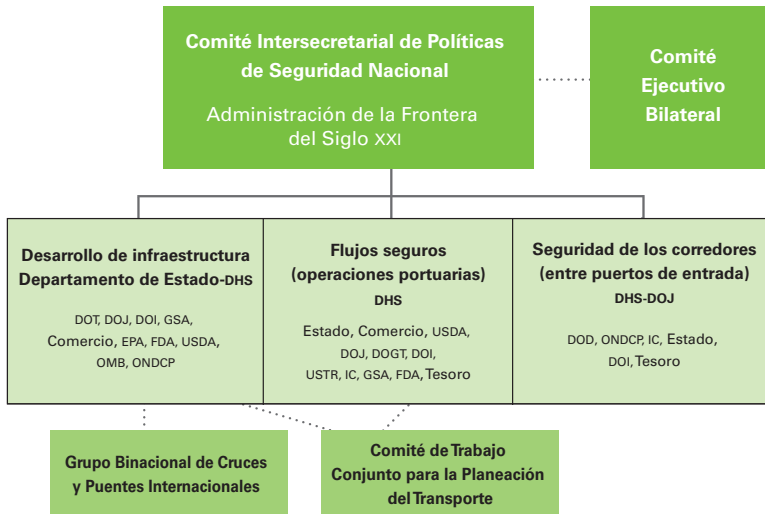 Comité Intersecretarial de Políticas
de Seguridad Nacional
Administración de la Frontera
del Siglo XXI
Comité
Ejecutivo
Bilateral
Desarrollo de infraestructura
Departamento de Estado-DHS
DOT, DOJ, DOI, GSA,
Comercio, EPA, FDA, USDA,
OMB, ONDCP
Flujos seguros
(operaciones portuarias)
DHS
Estado, Comercio, USDA,
DOJ, DOGT, DOI,
USTR, IC, GSA, FDA, Tesoro
Seguridad de los corredores
(entre puertos de entrada)
DHS-DOJ
DOD, ONDCP, IC, Estado,
DOI, Tesoro
Grupo Binacional de Cruces
y Puentes Internacionales
Comité de Trabajo
Conjunto para la Planeación
del Transporte